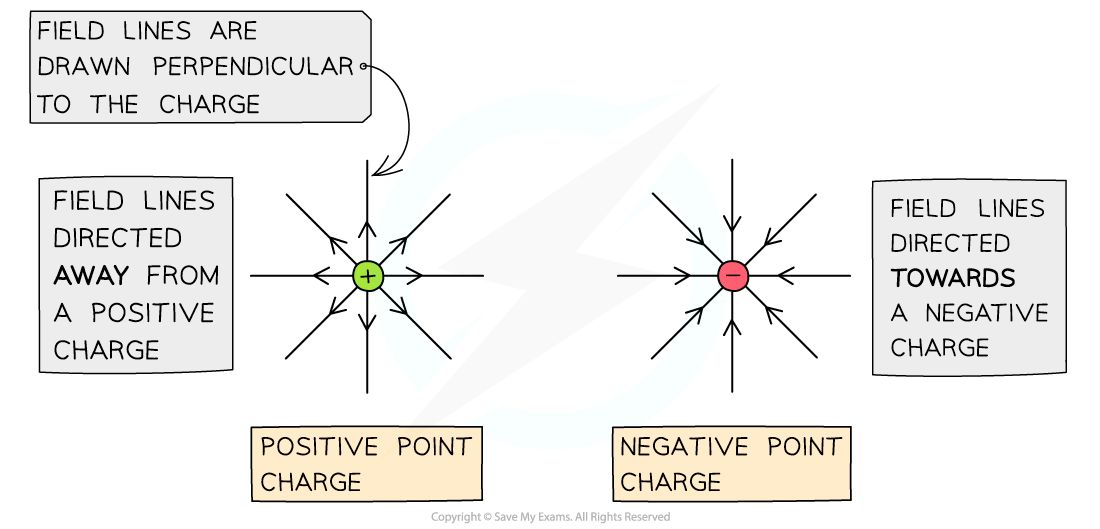 FIELD LINES ARE
DRAWN PERPENDICULAR
TO THE CHARGE
FIELD LINES
DIRECTED
AWAY FROM
A POSITIVE
CHARGE
+
−
FIELD LINES
DIRECTED
TOWARDS
A NEGATIVE
CHARGE
POSITIVE POINT
CHARGE
NEGATIVE POINT
CHARGE
Copyright © Save My Exams. All Rights Reserved